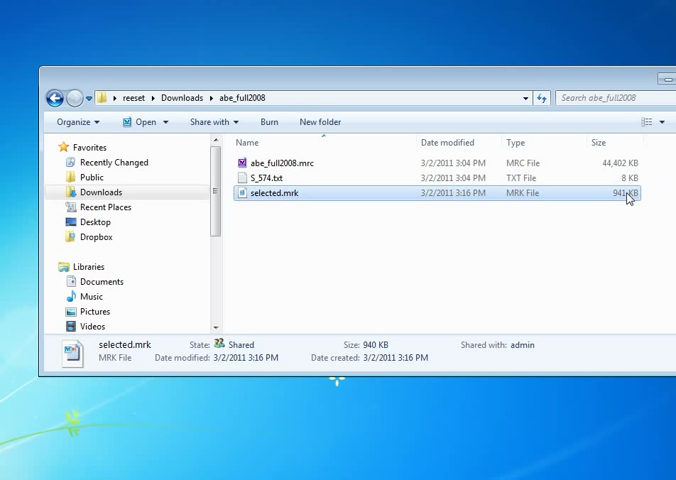 reeset Downloads abe_full2008 Search abe_full2008
Organize Open Share with Burn New folder
Favorites
Recently Changed
Public
Downloads
Recent Places
Desktop
Dropbox
Libraries
Documents
Music
Pictures
Videos
Name Date modified Type Size
abe_full2008.mrc 3/2/2011 3:04 PM MRC File 44,402 KB
S_574.txt 3/2/2011 3:04 PM TXT File 8 KB
selected.mrk 3/2/2011 3:16 PM MRK File 941 KB
selected.mrk State: Shared Size: 940 KB Shared with: admin
MRK File Date modified: 3/2/2011 3:16 PM Date created: 3/2/2011 3:16 PM